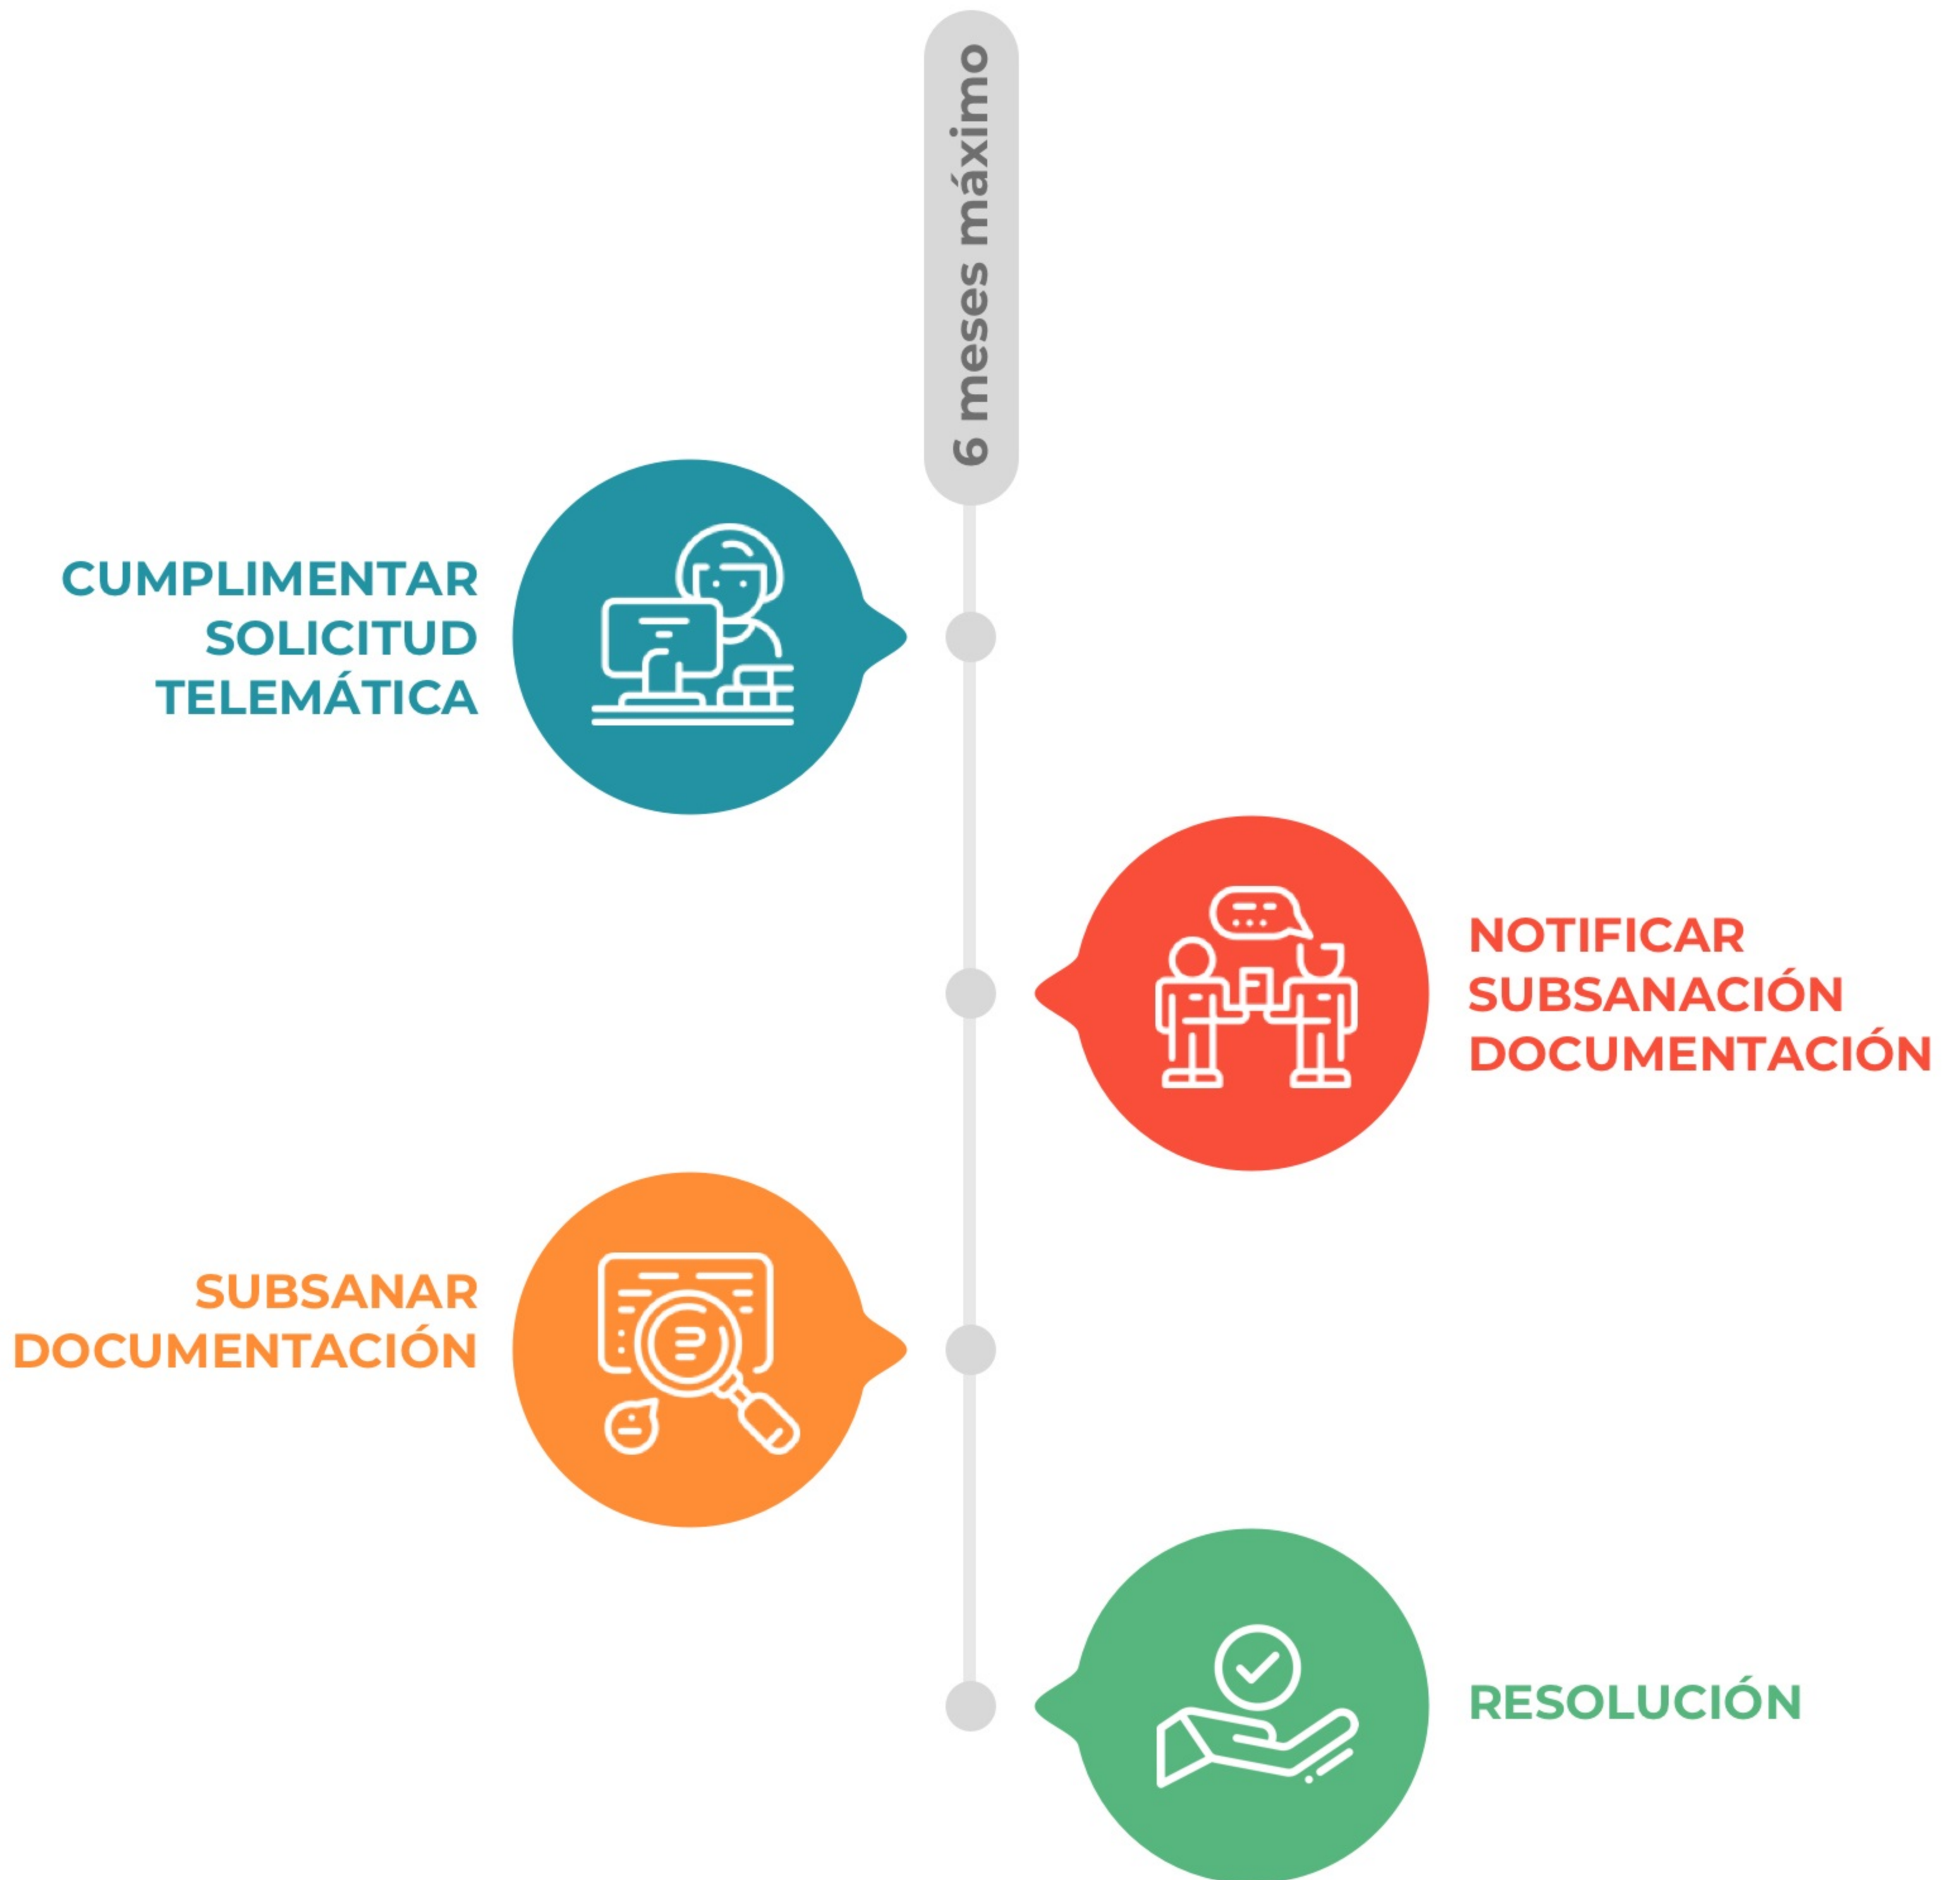 6 meses máximo
CUMPLIMENTAR
SOLICITUD
TELEMÁTICA
NOTIFICAR
SUBSANACIÓN
DOCUMENTACIÓN
SUBSANAR
DOCUMENTACIÓN
RESOLUCIÓN